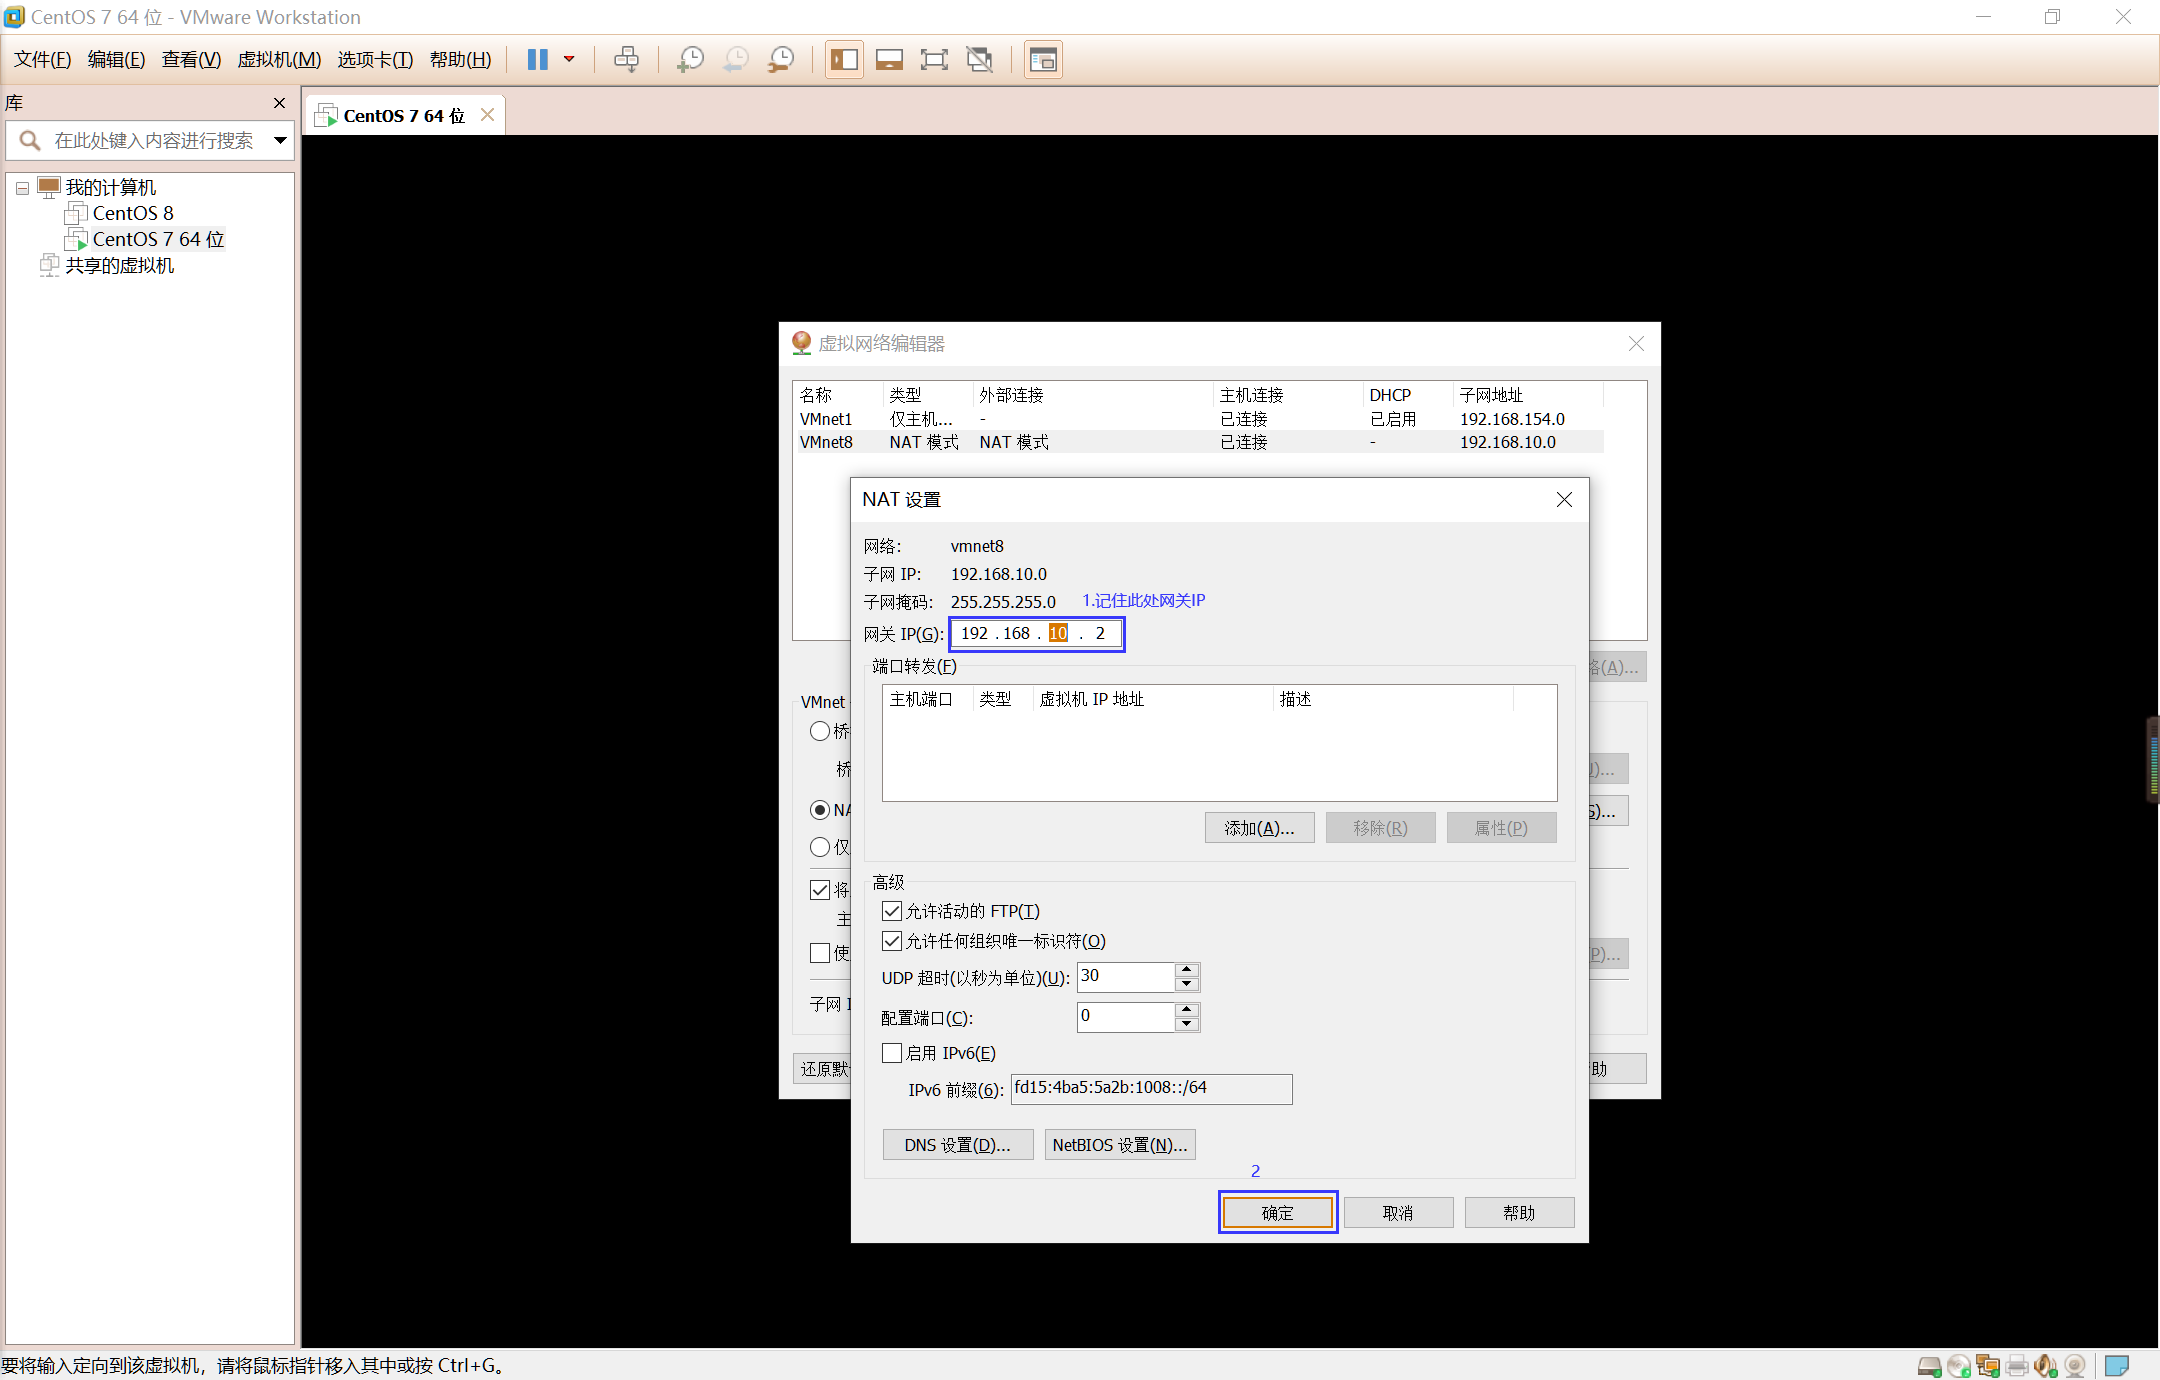 CentOS 7 64 位 - VMware Workstation
文件(F) 编辑(E) 查看(V) 虚拟机(M) 选项卡(T) 帮助(H)
库
CentOS 7 64 位
在此处键入内容进行搜索
我的计算机
CentOS 8
CentOS 7 64 位
共享的虚拟机
虚拟网络编辑器
名称 类型 外部连接 主机连接 DHCP 子网地址
VMnet1 仅主机... - 已连接 已启用 192.168.154.0
VMnet8 NAT 模式 NAT 模式 已连接 - 192.168.10.0
NAT 设置
网络: vmnet8
子网 IP: 192.168.10.0
子网掩码: 255.255.255.0 1.记住此处网关IP
网关 IP(G): 192 . 168 . 10 . 2
端口转发(F)
(A)...
主机端口 类型 虚拟机 IP 地址 描述
VMnet
桥
桥
NA
S)...
仅
添加(A)... 移除(R) 属性(P)
高级
将
允许活动的 FTP(T)
主
允许任何组织唯一标识符(O)
使
P)...
UDP 超时(以秒为单位)(U): 30
子网 I
配置端口(C): 0
启用 IPv6(E)
还原默
助
IPv6 前缀(6): fd15:4ba5:5a2b:1008::/64
DNS 设置(D)... NetBIOS 设置(N)...
2
确定 取消 帮助
要将输入定向到该虚拟机，请将鼠标指针移入其中或按 Ctrl+G。